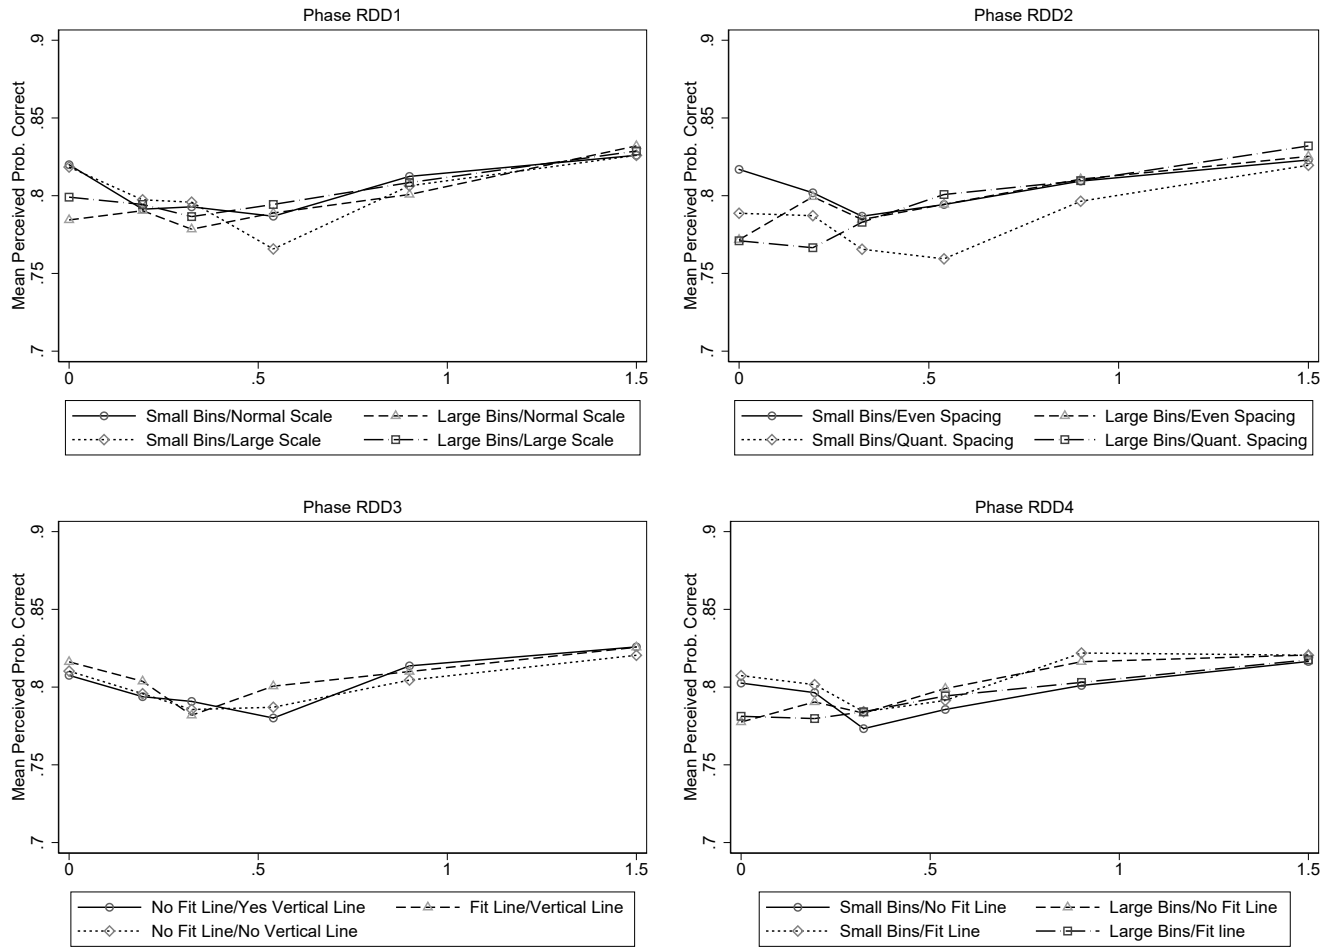 Phase RDD1
Mean Perceived Prob. Correct
.9
.85
.8
.75
.7
0 .5 1 1.5
Small Bins/Normal Scale Large Bins/Normal Scale
Small Bins/Large Scale Large Bins/Large Scale
Phase RDD2
Mean Perceived Prob. Correct
.9
.85
.8
.75
.7
0 .5 1 1.5
Small Bins/Even Spacing Large Bins/Even Spacing
Small Bins/Quant. Spacing Large Bins/Quant. Spacing
Phase RDD3
Mean Perceived Prob. Correct
.9
.85
.8
.75
.7
0 .5 1 1.5
No Fit Line/Yes Vertical Line Fit Line/Vertical Line
No Fit Line/No Vertical Line
Phase RDD4
Mean Perceived Prob. Correct
.9
.85
.8
.75
.7
0 .5 1 1.5
Small Bins/No Fit Line Large Bins/No Fit Line
Small Bins/Fit Line Large Bins/Fit line